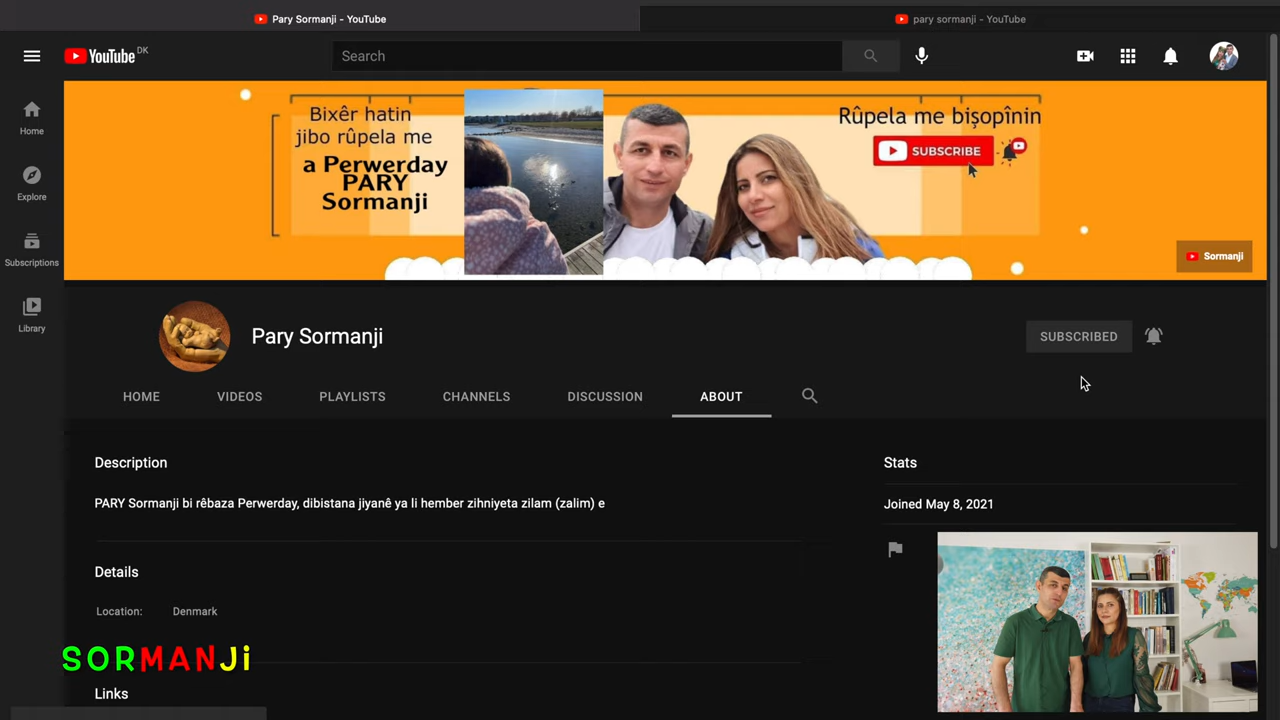 Pary Sormanji - YouTube
pary sormanji - YouTube
YouTube DK
Search
Home
Explore
Subscriptions
Library
Bixêr hatin
jibo rûpela me
a Perwerday
PARY
Sormanji
Rûpela me bişopînin
SUBSCRIBE
Sormanji
Pary Sormanji
SUBSCRIBED
HOME VIDEOS PLAYLISTS CHANNELS DISCUSSION ABOUT
Description
PARY Sormanji bi rêbaza Perwerday, dibistana jiyanê ya li hember zihniyeta zilam (zalim) e
Stats
Joined May 8, 2021
Details
Location: Denmark
SORMANJi
Links